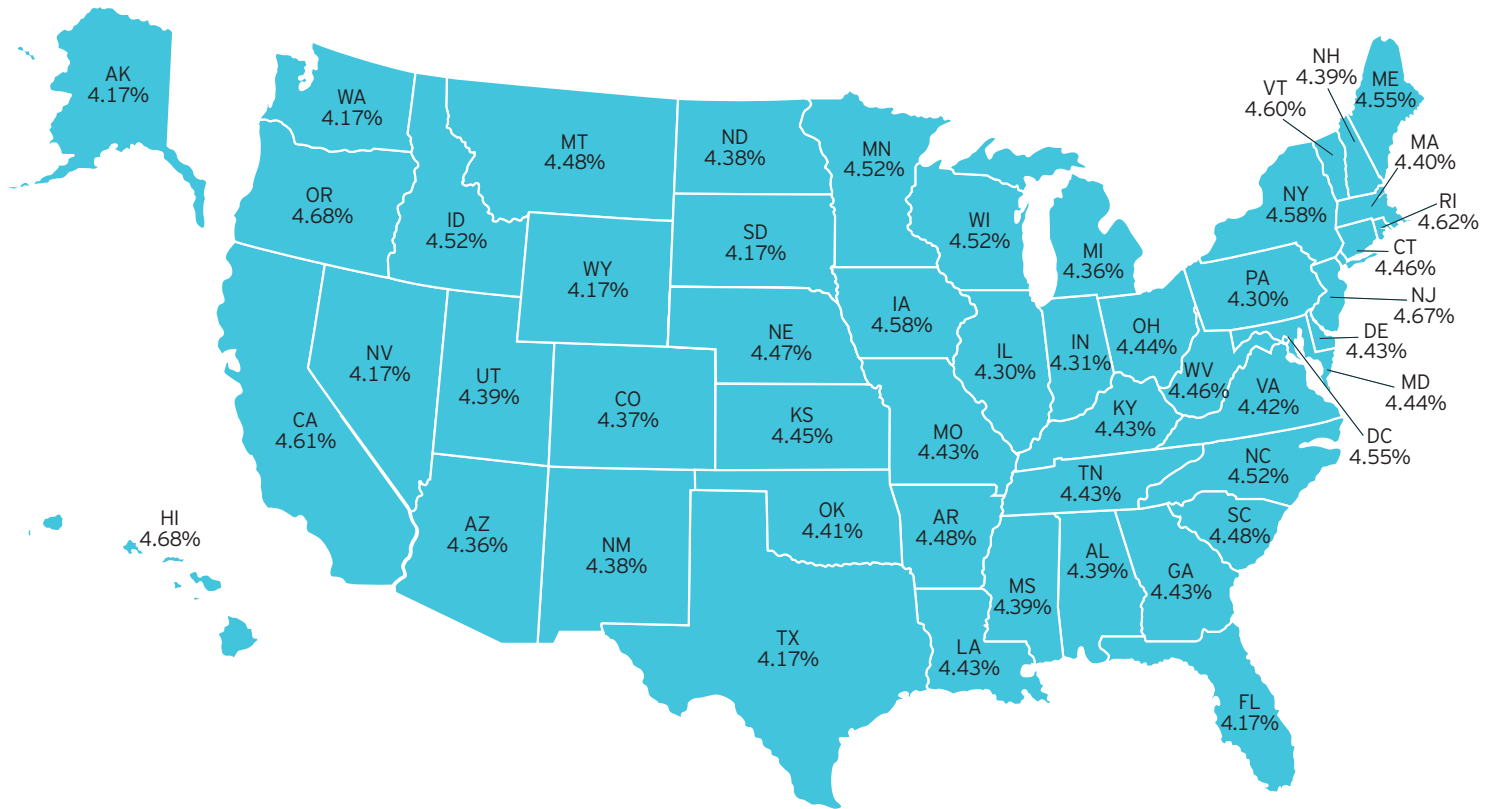 AK
4.17%
WA
4.17%
OR
4.68%
ID
4.52%
MT
4.48%
ND
4.38%
MN
4.52%
SD
4.17%
WY
4.17%
WI
4.52%
MI
4.36%
NH
4.39%
VT
4.60%
ME
4.55%
MA
4.40%
RI
4.62%
NY
4.58%
CT
4.46%
PA
4.30%
NJ
4.67%
DE
4.43%
MD
4.44%
DC
4.55%
IA
4.58%
NE
4.47%
IL
4.30%
IN
4.31%
OH
4.44%
WV
4.46%
VA
4.42%
KY
4.43%
NV
4.17%
UT
4.39%
CO
4.37%
KS
4.45%
MO
4.43%
CA
4.61%
NC
4.52%
TN
4.43%
SC
4.48%
AZ
4.36%
NM
4.38%
OK
4.41%
AR
4.48%
HI
4.68%
MS
4.39%
AL
4.39%
GA
4.43%
TX
4.17%
LA
4.43%
FL
4.17%